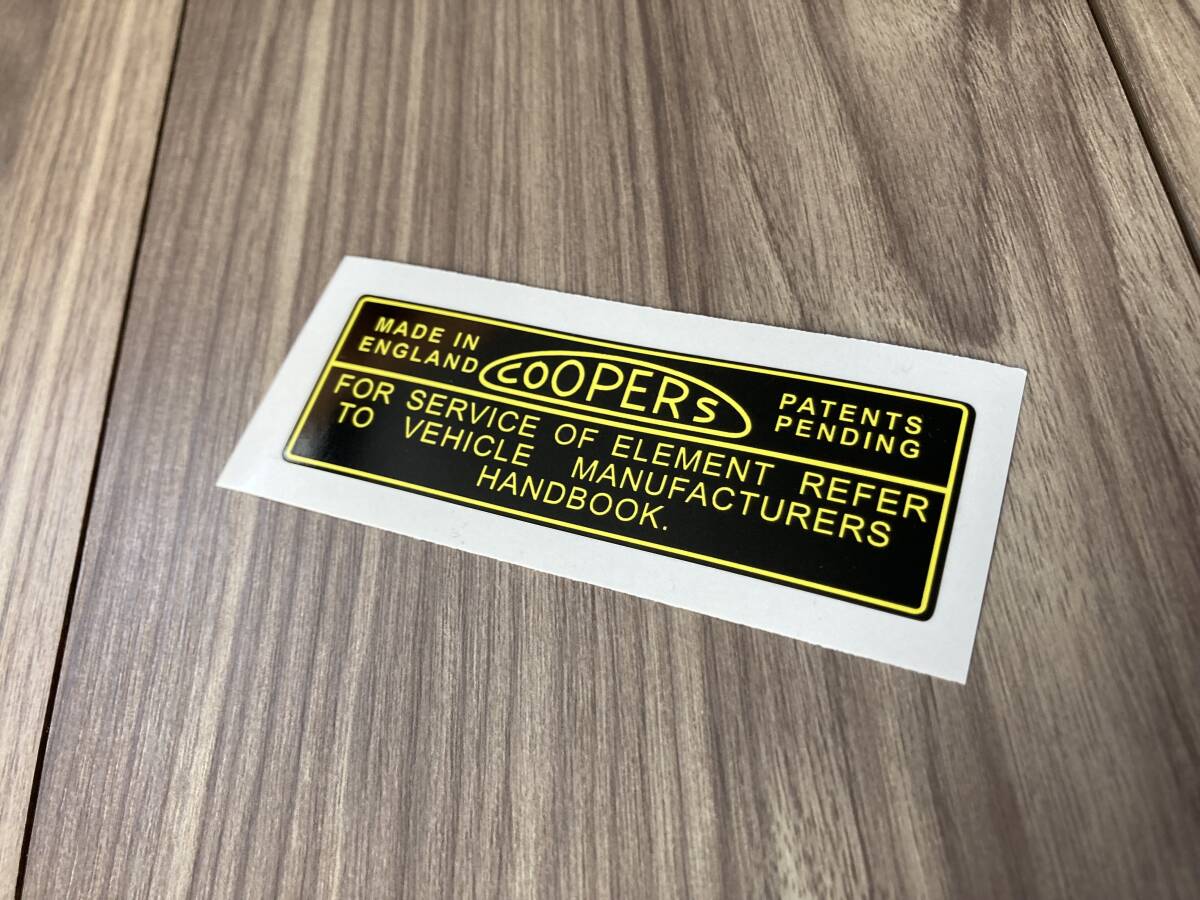 MADE IN
ENGLAND
COOPERS
PATENTS
PENDING
FOR SERVICE OF ELEMENT REFER
TO VEHICLE MANUFACTURERS
HANDBOOK.